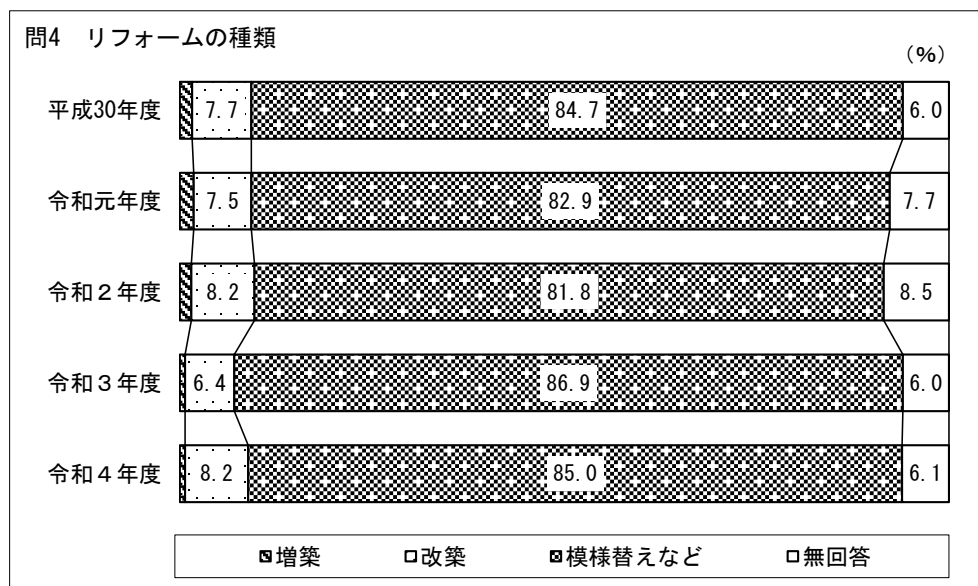 問4　リフォームの種類
（%）
平成30年度 7.7 84.7 6.0
令和元年度 7.5 82.9 7.7
令和２年度 8.2 81.8 8.5
令和３年度 6.4 86.9 6.0
令和４年度 8.2 85.0 6.1
増築 改築 模様替えなど 無回答